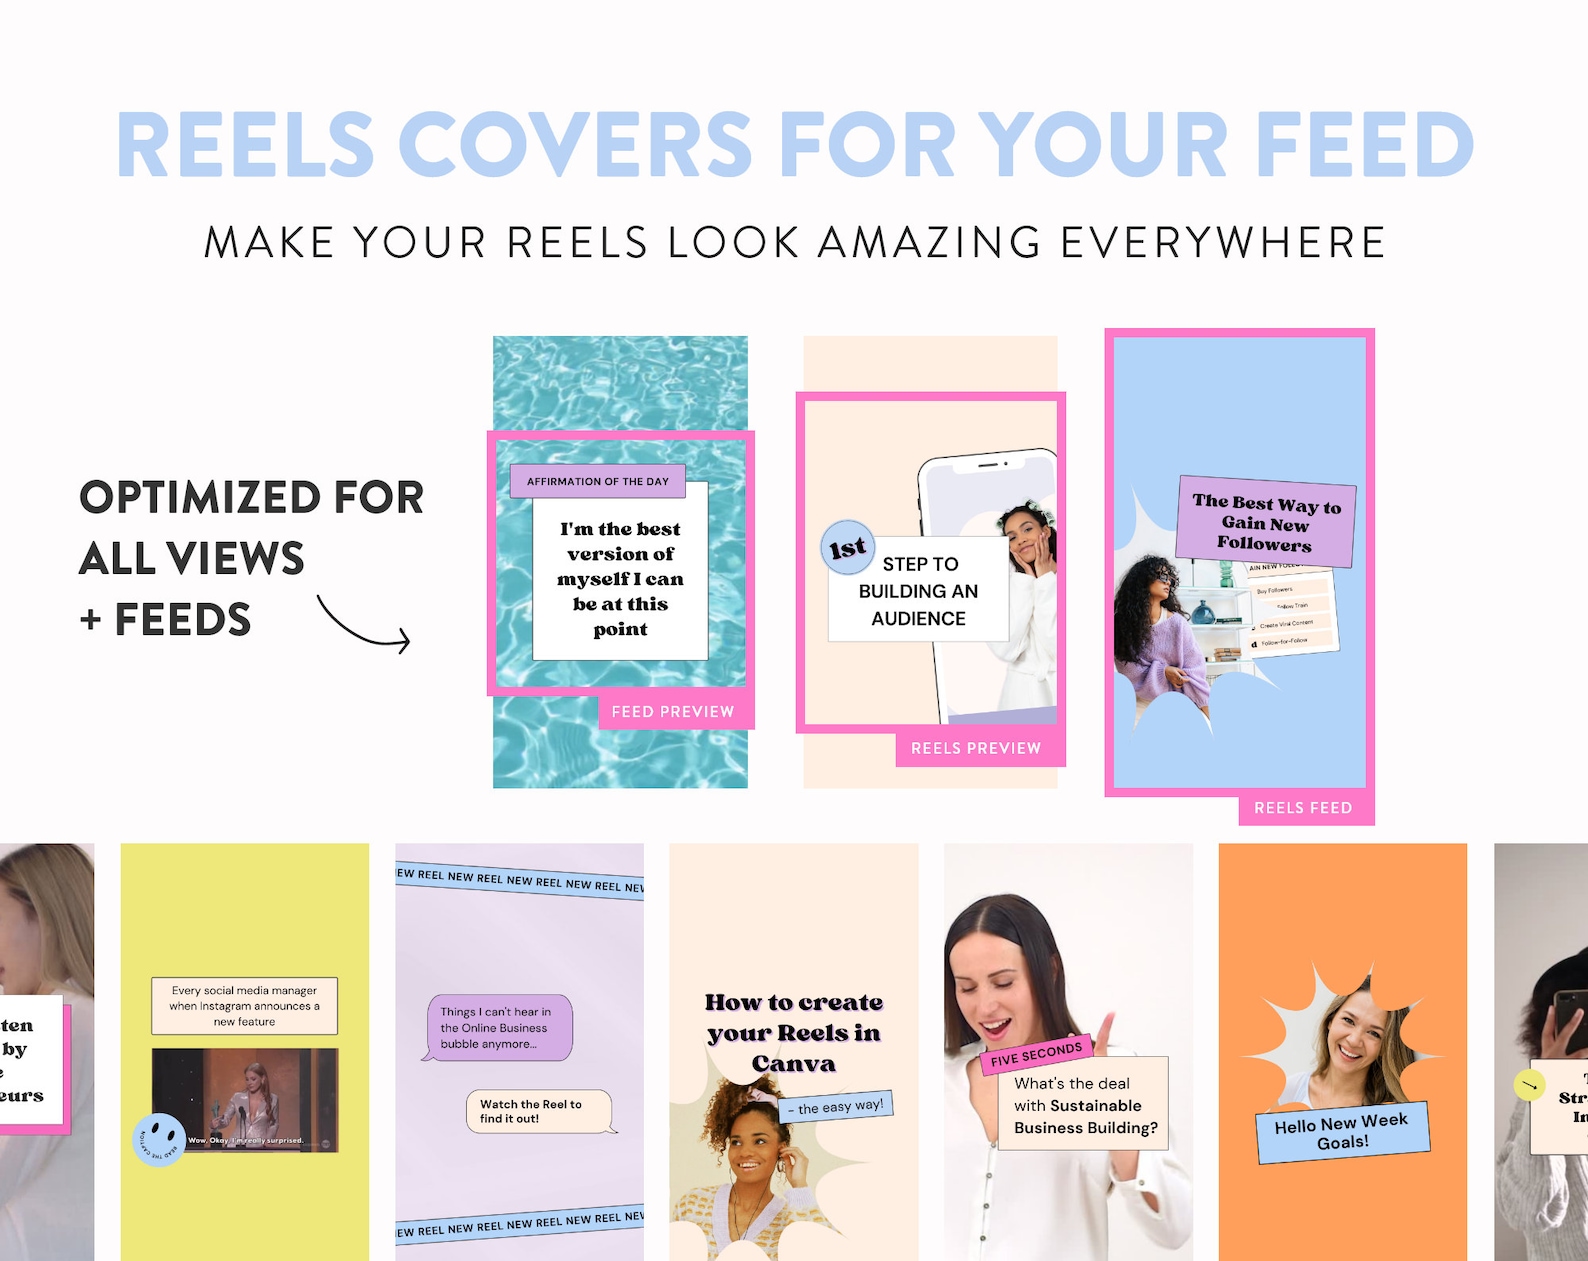 REELS COVERS FOR YOUR FEED
MAKE YOUR REELS LOOK AMAZING EVERYWHERE
OPTIMIZED FOR
ALL VIEWS
+ FEEDS
AFFIRMATION OF THE DAY
I'm the best
version of
myself I can
be at this
point
FEED PREVIEW
1st
STEP TO
BUILDING AN
AUDIENCE
REELS PREVIEW
The Best Way to
Gain New
Followers
AIN NEW FOLL
Buy Followers
Follow Train
Create Viral Content
d Follow-for-Follow
REELS FEED
ten
by
eurs
Every social media manager
when Instagram announces a
new feature
Wow. Okay. I'm really surprised.
READ THE CAPTION
EW REEL NEW REEL NEW REEL NEW REEL NEW
Things I can't hear in
the Online Business
bubble anymore...
Watch the Reel to
find it out!
EW REEL NEW REEL NEW REEL NEW REEL NEW
How to create
your Reels in
Canva
- the easy way!
FIVE SECONDS
What's the deal
with Sustainable
Business Building?
Hello New Week
Goals!
Str
In